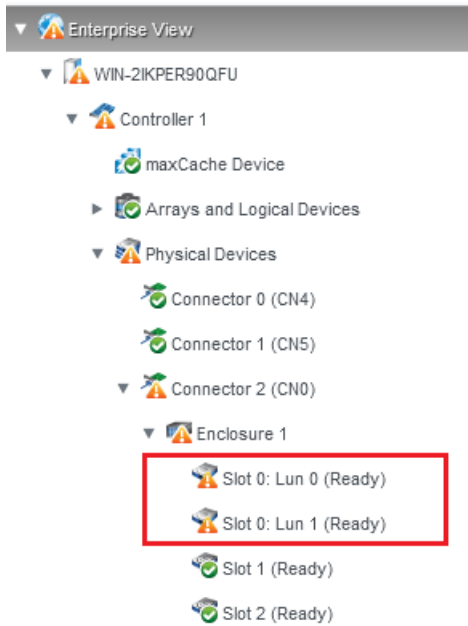 Enterprise View
WIN-2IKPER90QFU
Controller 1
maxCache Device
Arrays and Logical Devices
Physical Devices
Connector 0 (CN4)
Connector 1 (CN5)
Connector 2 (CN0)
Enclosure 1
Slot 0: Lun 0 (Ready)
Slot 0: Lun 1 (Ready)
Slot 1 (Ready)
Slot 2 (Ready)